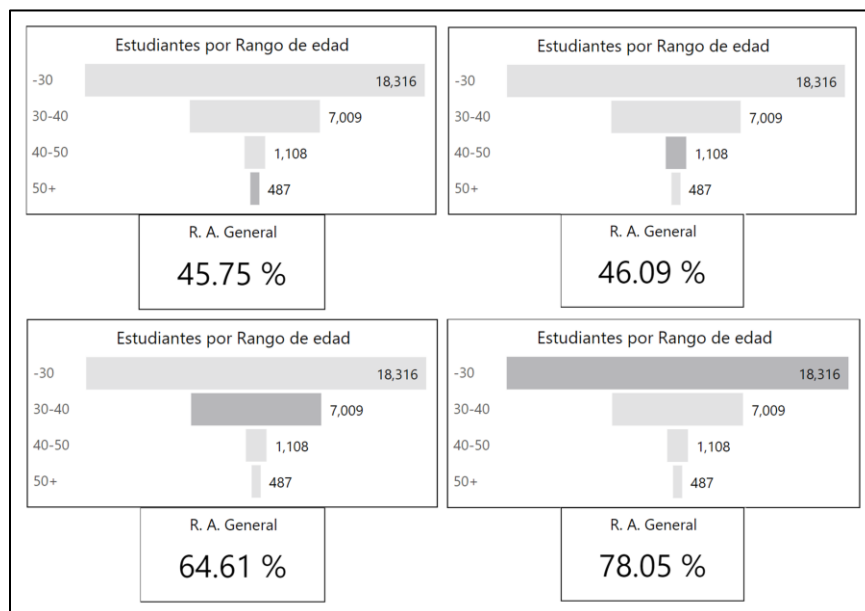 Estudiantes por Rango de edad
-30 18,316
30-40 7,009
40-50 1,108
50+ 487
R. A. General
45.75 %
Estudiantes por Rango de edad
-30 18,316
30-40 7,009
40-50 1,108
50+ 487
R. A. General
46.09 %
Estudiantes por Rango de edad
-30 18,316
30-40 7,009
40-50 1,108
50+ 487
R. A. General
64.61 %
Estudiantes por Rango de edad
-30 18,316
30-40 7,009
40-50 1,108
50+ 487
R. A. General
78.05 %